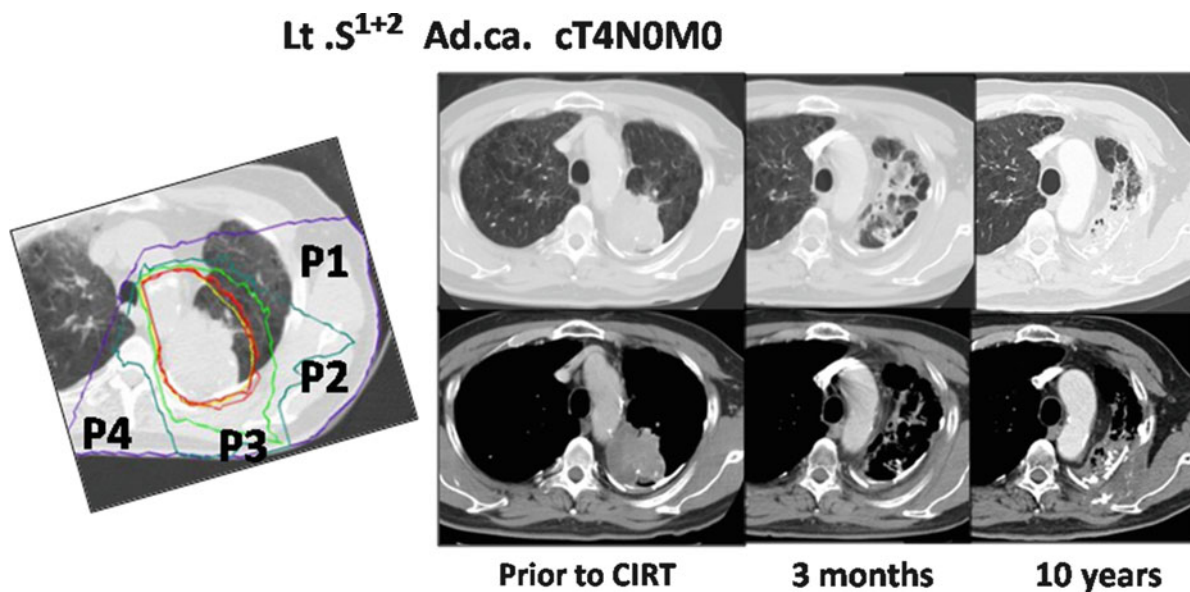 Lt .S¹⁺² Ad.ca. cT4N0M0
P1
P2
P3
P4
Prior to CIRT
3 months
10 years